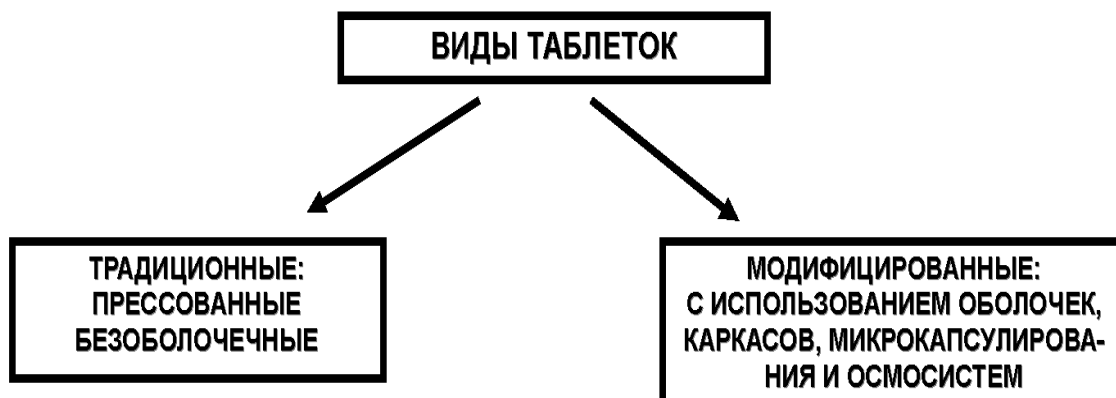 ВИДЫ ТАБЛЕТОК
ТРАДИЦИОННЫЕ:
ПРЕССОВАННЫЕ
БЕЗОБОЛОЧЕЧНЫЕ
МОДИФИЦИРОВАННЫЕ:
С ИСПОЛЬЗОВАНИЕМ ОБОЛОЧЕК,
КАРКАСОВ, МИКРОКАПСУЛИРОВА-
НИЯ И ОСМОСИСТЕМ